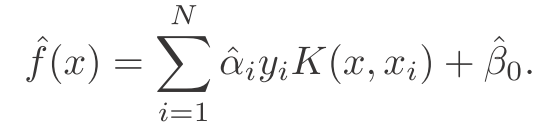 f̂(x) = ∑_{i=1}^{N} α̂_i y_i K(x, x_i) + β̂_0.